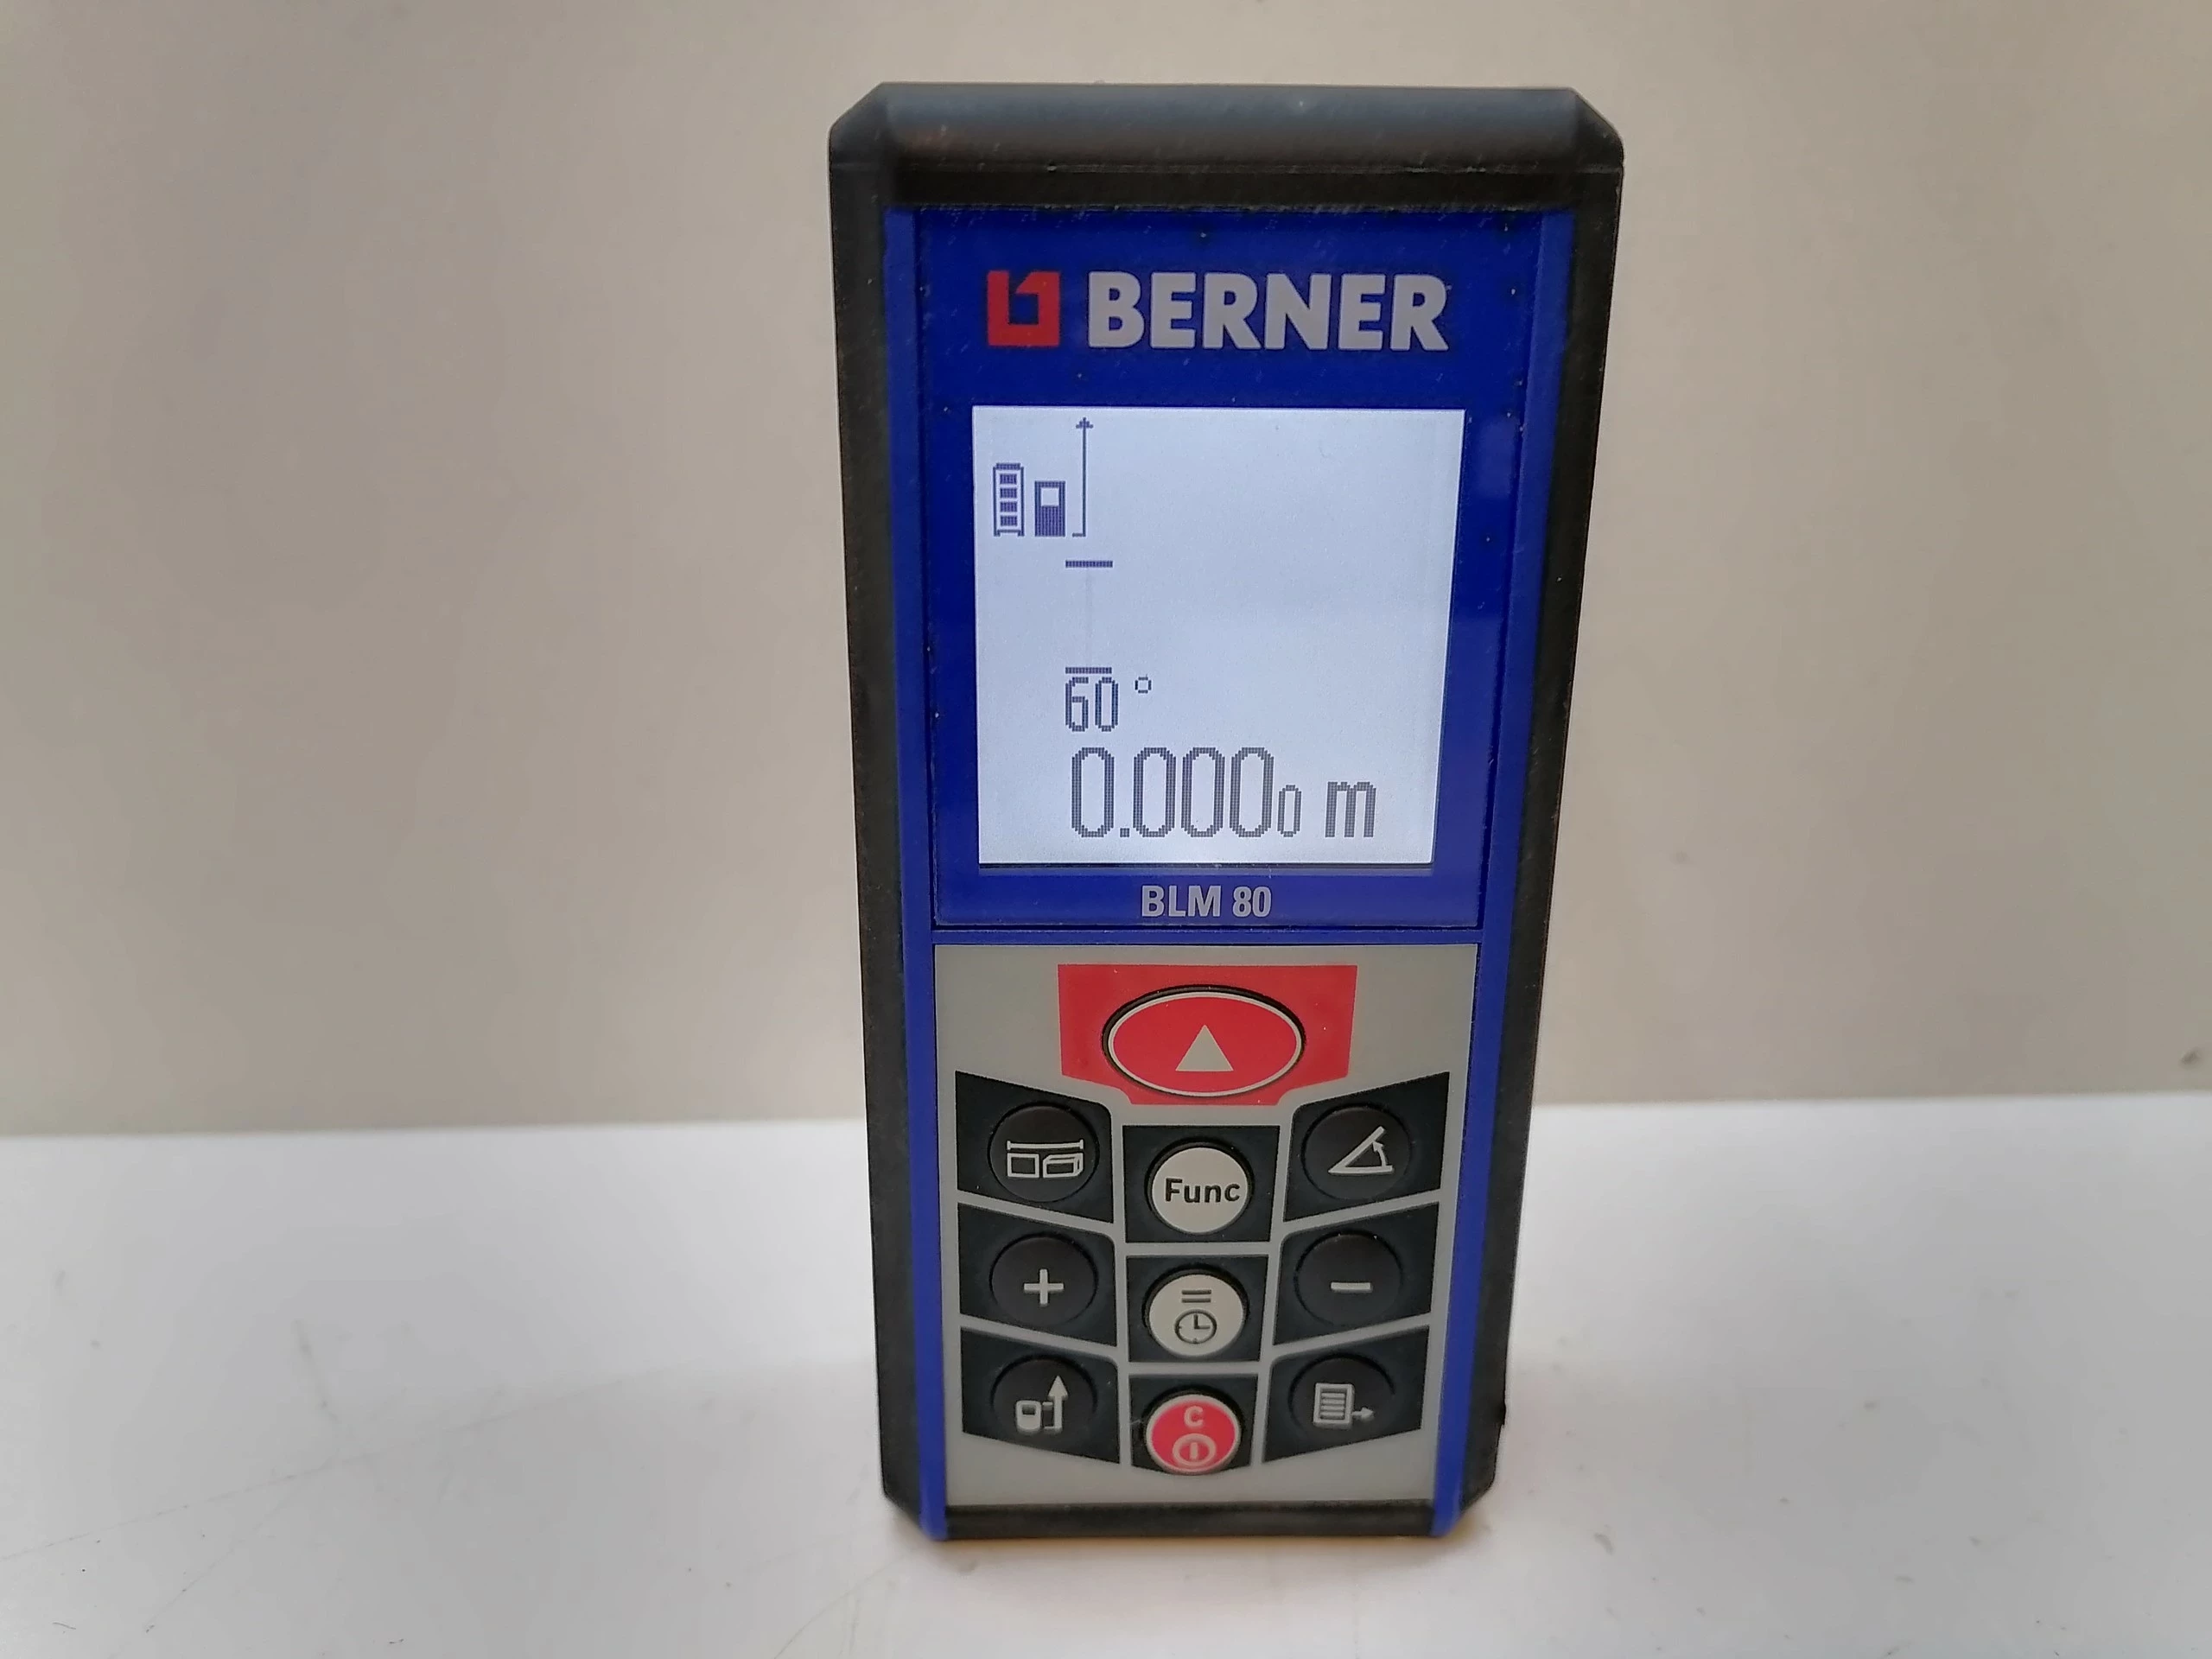 BERNER
60°
0.0000 m
BLM 80
Func
+
=
−
C